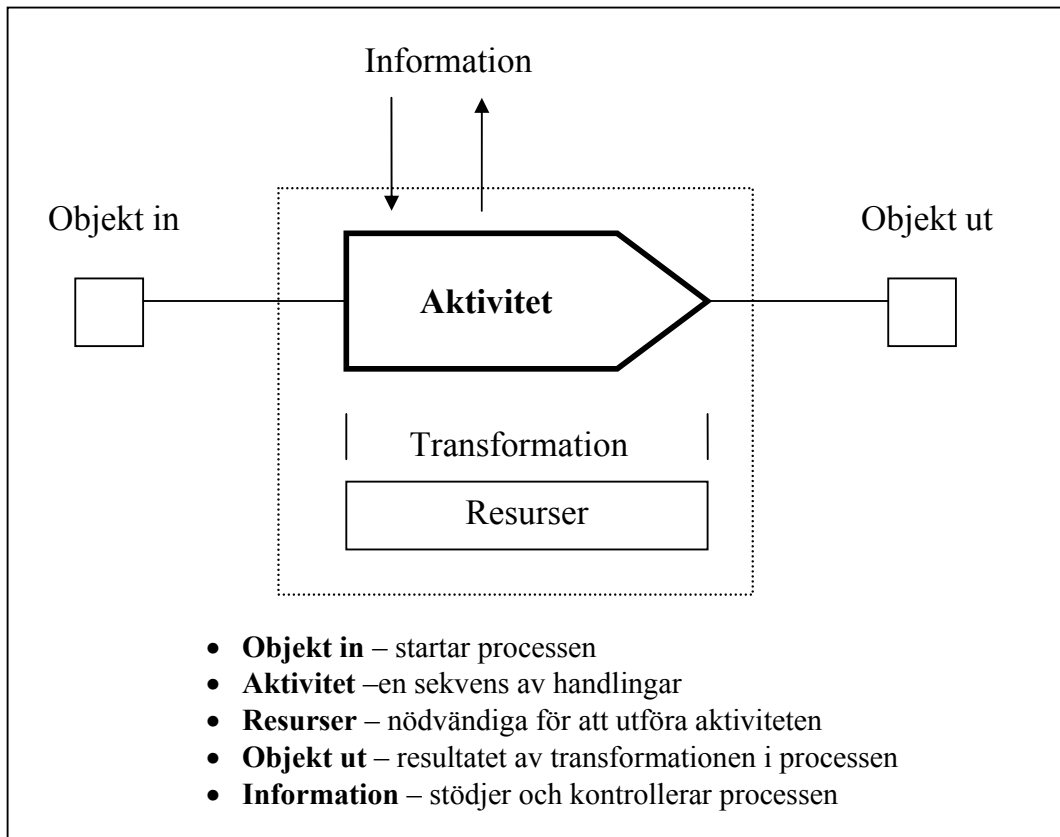 Information
Objekt in
Objekt ut
Aktivitet
Transformation
Resurser
• Objekt in – startar processen
• Aktivitet –en sekvens av handlingar
• Resurser – nödvändiga för att utföra aktiviteten
• Objekt ut – resultatet av transformationen i processen
• Information – stödjer och kontrollerar processen